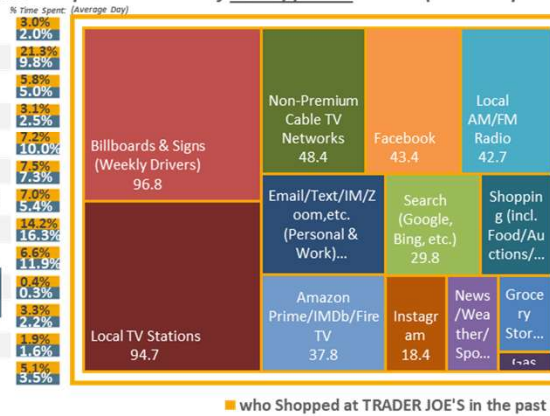 % Time Spent: (Average Day)
3.0%
2.0%
21.3%
9.8%
5.8%
5.0%
3.1%
2.5%
7.2%
10.0%
7.5%
7.3%
7.0%
5.4%
14.2%
16.3%
6.6%
11.9%
0.4%
0.3%
3.3%
2.2%
1.9%
1.6%
5.1%
3.5%
Billboards & Signs
(Weekly Drivers)
96.8
Local TV Stations
94.7
Non-Premium
Cable TV
Networks
48.4
Facebook
43.4
Local
AM/FM
Radio
42.7
Email/Text/IM/Z
oom,etc.
(Personal &
Work)...
Search
(Google,
Bing, etc.)
29.8
Shoppin
g (incl.
Food/Au
ctions/...
Amazon
Prime/IMDb/Fire
TV
37.8
Instagr
am
18.4
News
/Wea
ther/
Spo...
Groce
ry
Stor...
Gas
who Shopped at TRADER JOE'S in the past